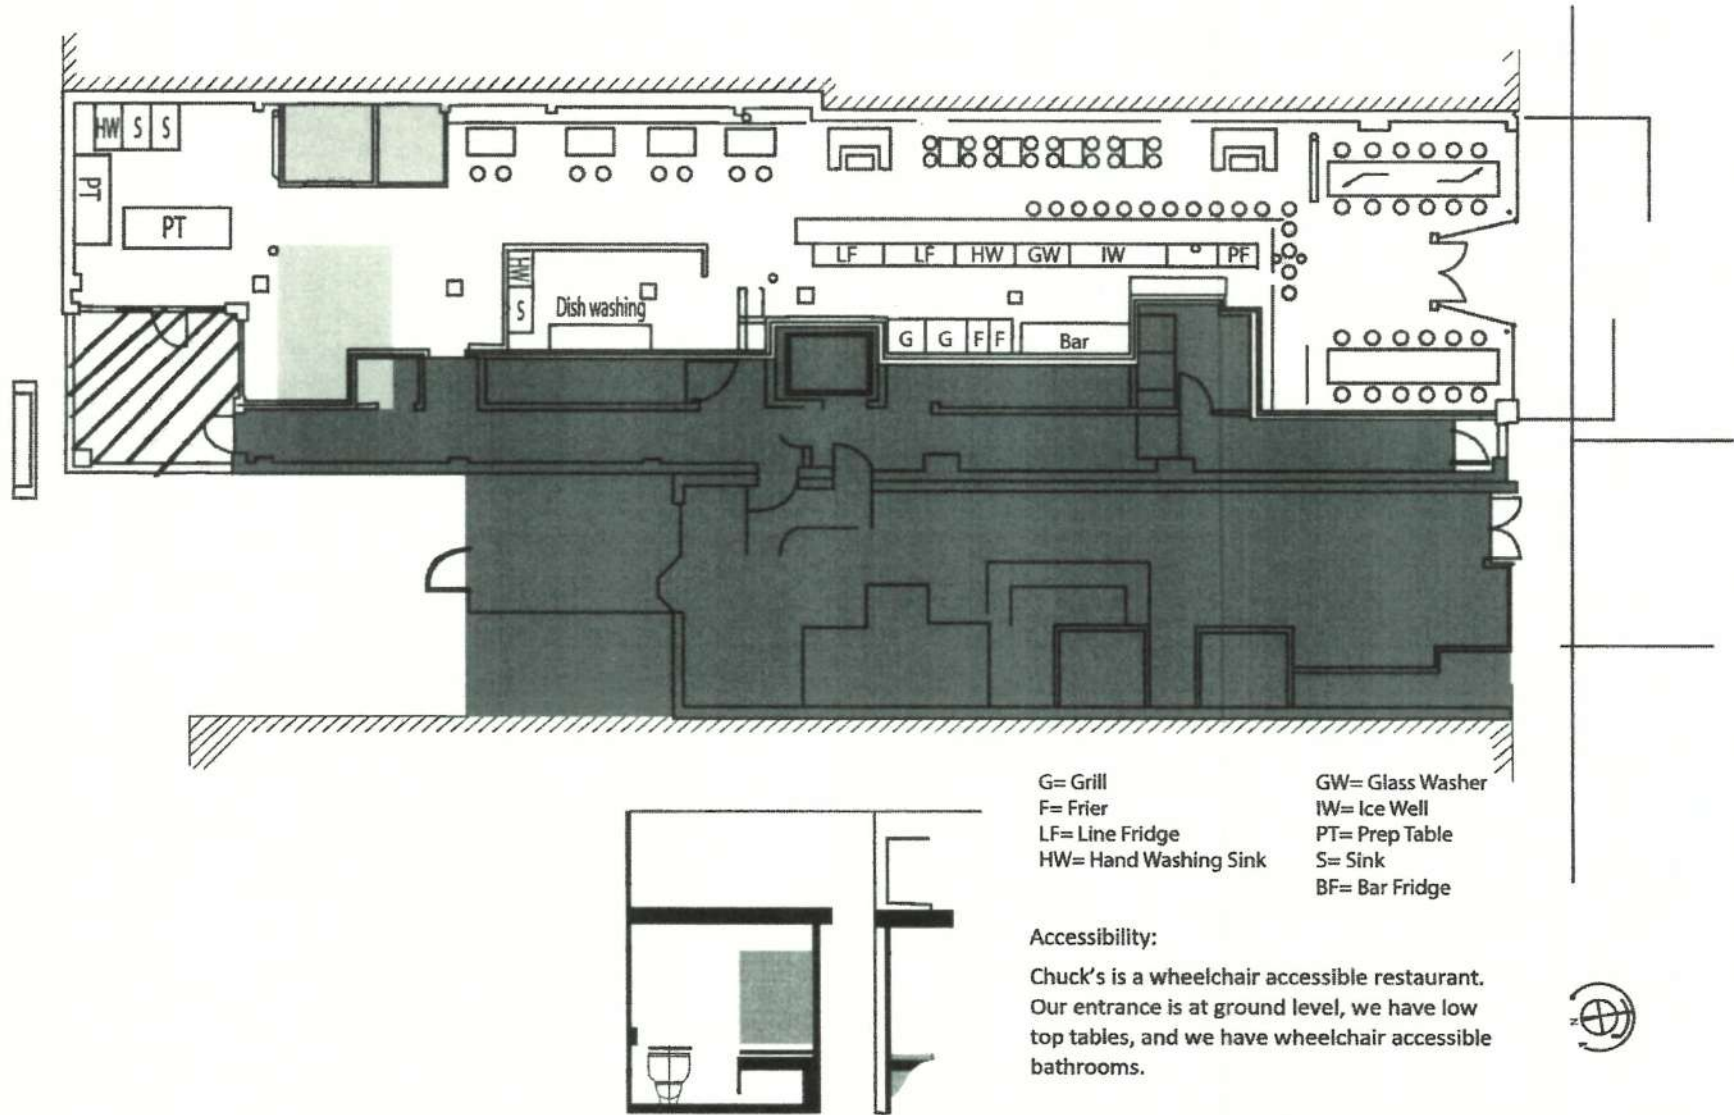 HW S S
PT
PT
HW
S
Dish washing
LF LF HW GW IW PF
G G F F Bar
G= Grill
F= Frier
LF= Line Fridge
HW= Hand Washing Sink
GW= Glass Washer
IW= Ice Well
PT= Prep Table
S= Sink
BF= Bar Fridge
Accessibility:
Chuck's is a wheelchair accessible restaurant.
Our entrance is at ground level, we have low
top tables, and we have wheelchair accessible
bathrooms.
N